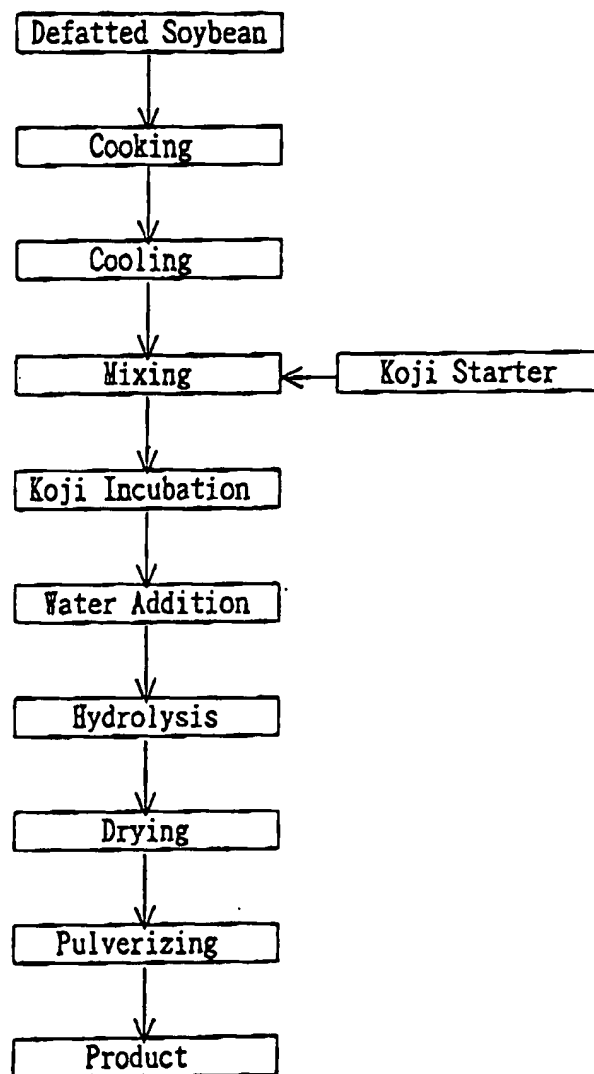 Defatted Soybean
Cooking
Cooling
Mixing
Koji Starter
Koji Incubation
Water Addition
Hydrolysis
Drying
Pulverizing
Product